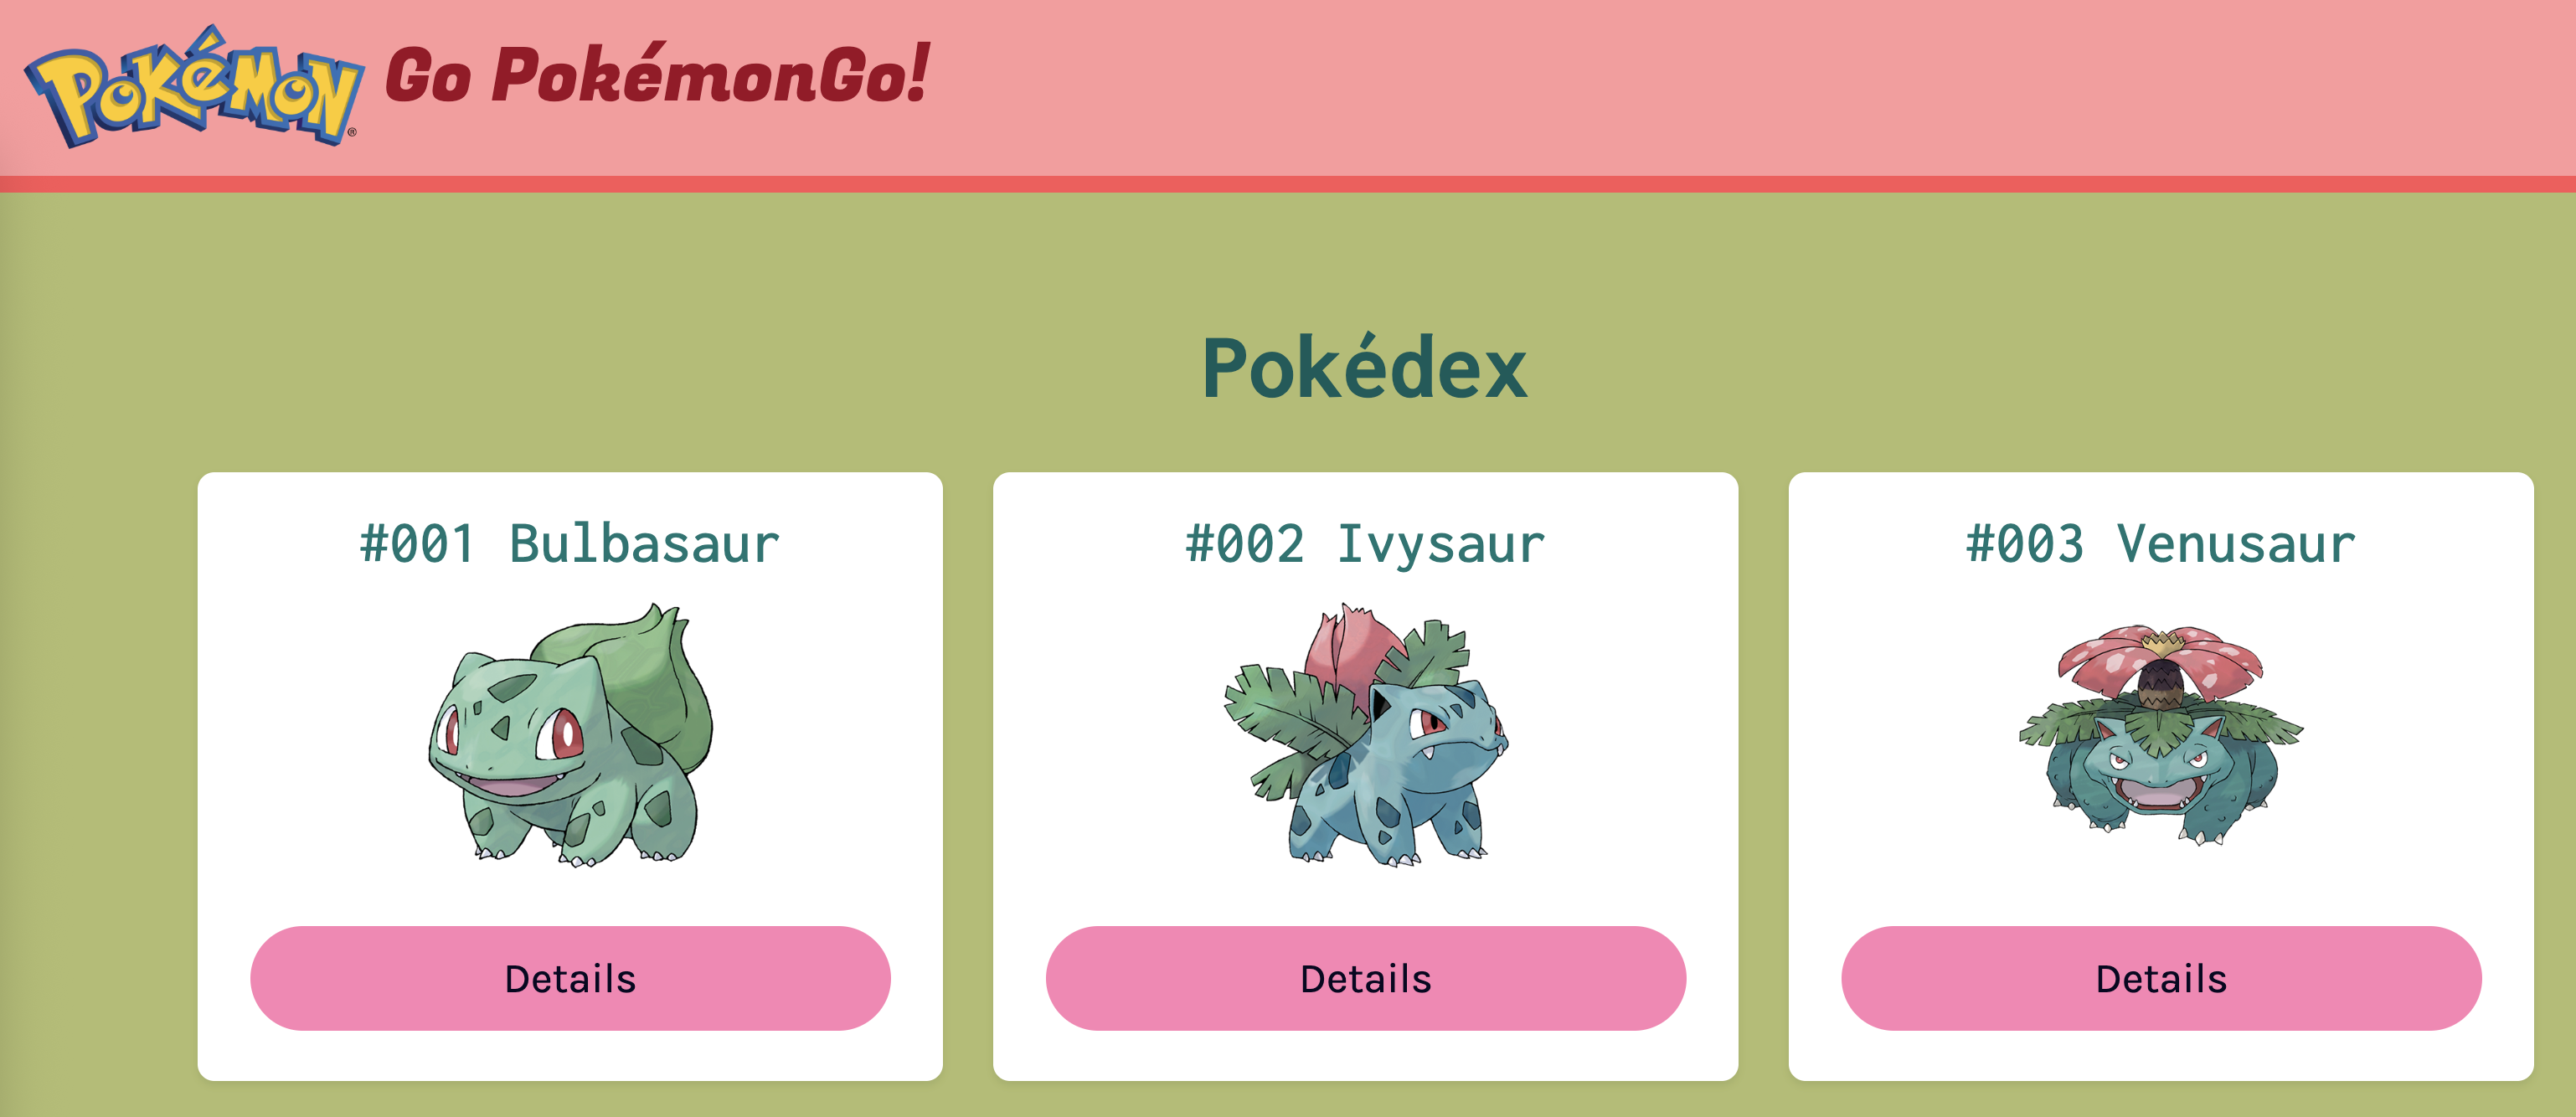 Pokémon®
Go PokémonGo!
Pokédex
#001 Bulbasaur
#002 Ivysaur
#003 Venusaur
Details
Details
Details